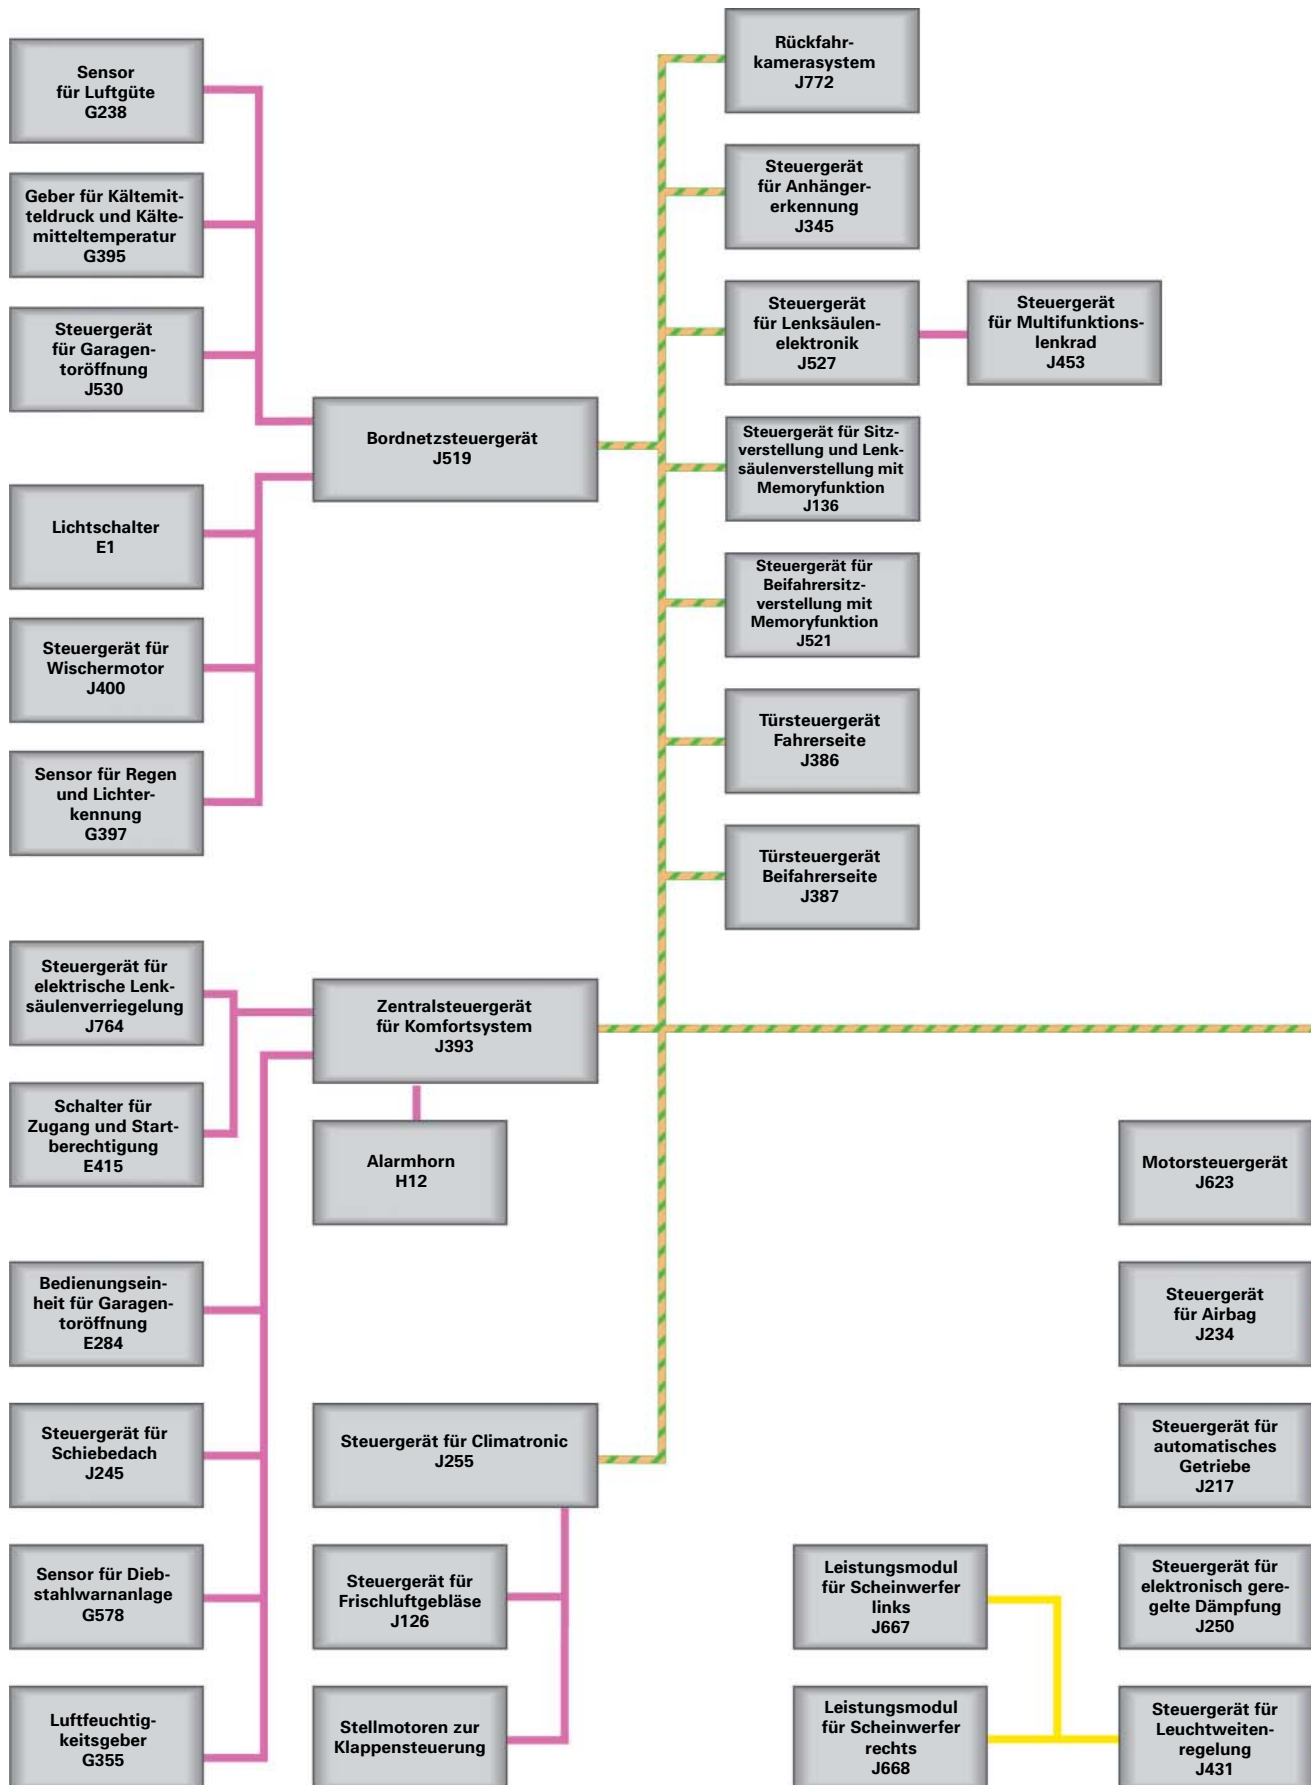 Sensor
für Luftgüte
G238
Geber für Kältemit-
teldruck und Kälte-
mitteltemperatur
G395
Steuergerät
für Garagen-
toröffnung
J530
Lichtschalter
E1
Steuergerät für
Wischermotor
J400
Sensor für Regen
und Lichter-
kennung
G397
Bordnetzsteuergerät
J519
Rückfahr-
kamerasystem
J772
Steuergerät
für Anhänger-
erkennung
J345
Steuergerät
für Lenksäulen-
elektronik
J527
Steuergerät
für Multifunktions-
lenkrad
J453
Steuergerät für Sitz-
verstellung und Lenk-
säulenverstellung mit
Memoryfunktion
J136
Steuergerät für
Beifahrersitz-
verstellung mit
Memoryfunktion
J521
Türsteuergerät
Fahrerseite
J386
Türsteuergerät
Beifahrerseite
J387
Steuergerät für
elektrische Lenk-
säulenverriegelung
J764
Schalter für
Zugang und Start-
berechtigung
E415
Zentralsteuergerät
für Komfortsystem
J393
Alarmhorn
H12
Bedienungsein-
heit für Garagen-
toröffnung
E284
Steuergerät für
Schiebedach
J245
Sensor für Dieb-
stahlwarnanlage
G578
Luftfeuchtig-
keitsgeber
G355
Steuergerät für Climatronic
J255
Steuergerät für
Frischluftgebläse
J126
Stellmotoren zur
Klappensteuerung
Motorsteuergerät
J623
Steuergerät
für Airbag
J234
Steuergerät für
automatisches
Getriebe
J217
Leistungsmodul
für Scheinwerfer
links
J667
Steuergerät für
elektronisch gere-
gelte Dämpfung
J250
Leistungsmodul
für Scheinwerfer
rechts
J668
Steuergerät für
Leuchtweiten-
regelung
J431